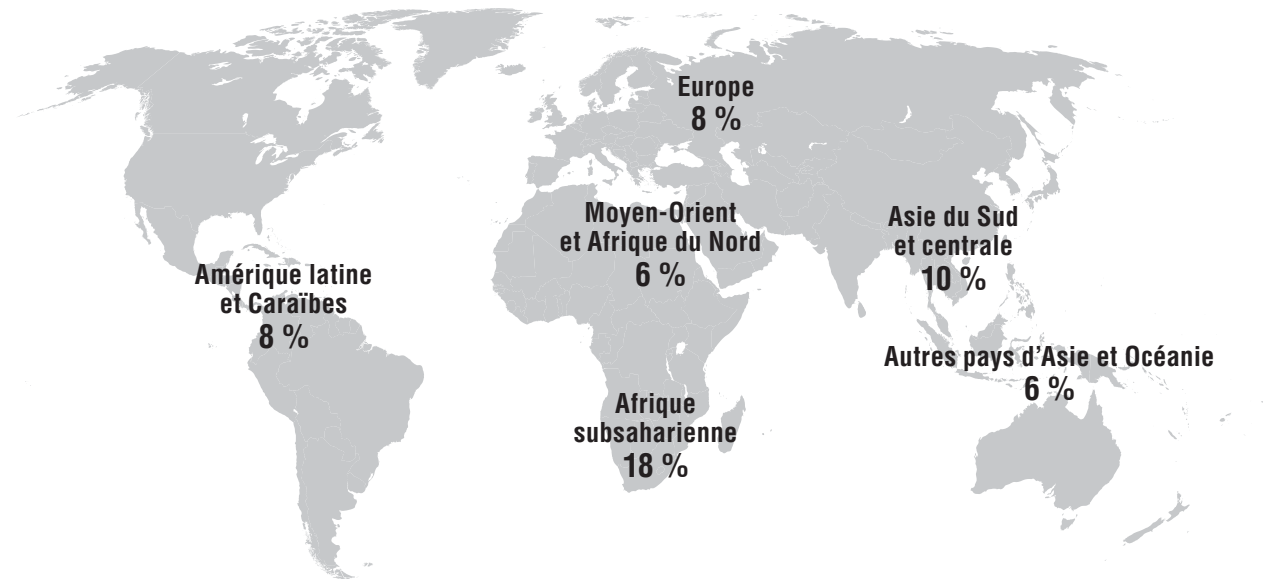 Europe
8 %
Moyen-Orient
et Afrique du Nord
6 %
Asie du Sud
et centrale
10 %
Amérique latine
et Caraïbes
8 %
Autres pays d’Asie et Océanie
6 %
Afrique
subsaharienne
18 %